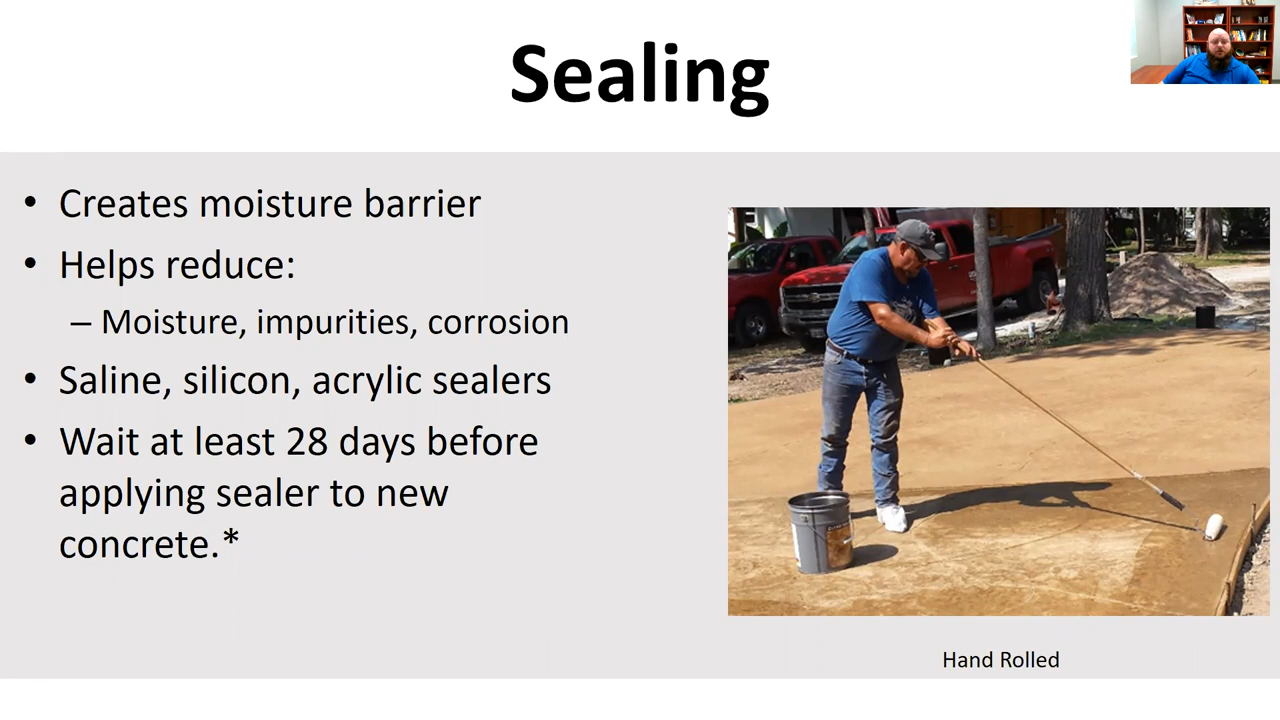 Sealing
• Creates moisture barrier
• Helps reduce:
– Moisture, impurities, corrosion
• Saline, silicon, acrylic sealers
• Wait at least 28 days before
applying sealer to new
concrete.*
Hand Rolled